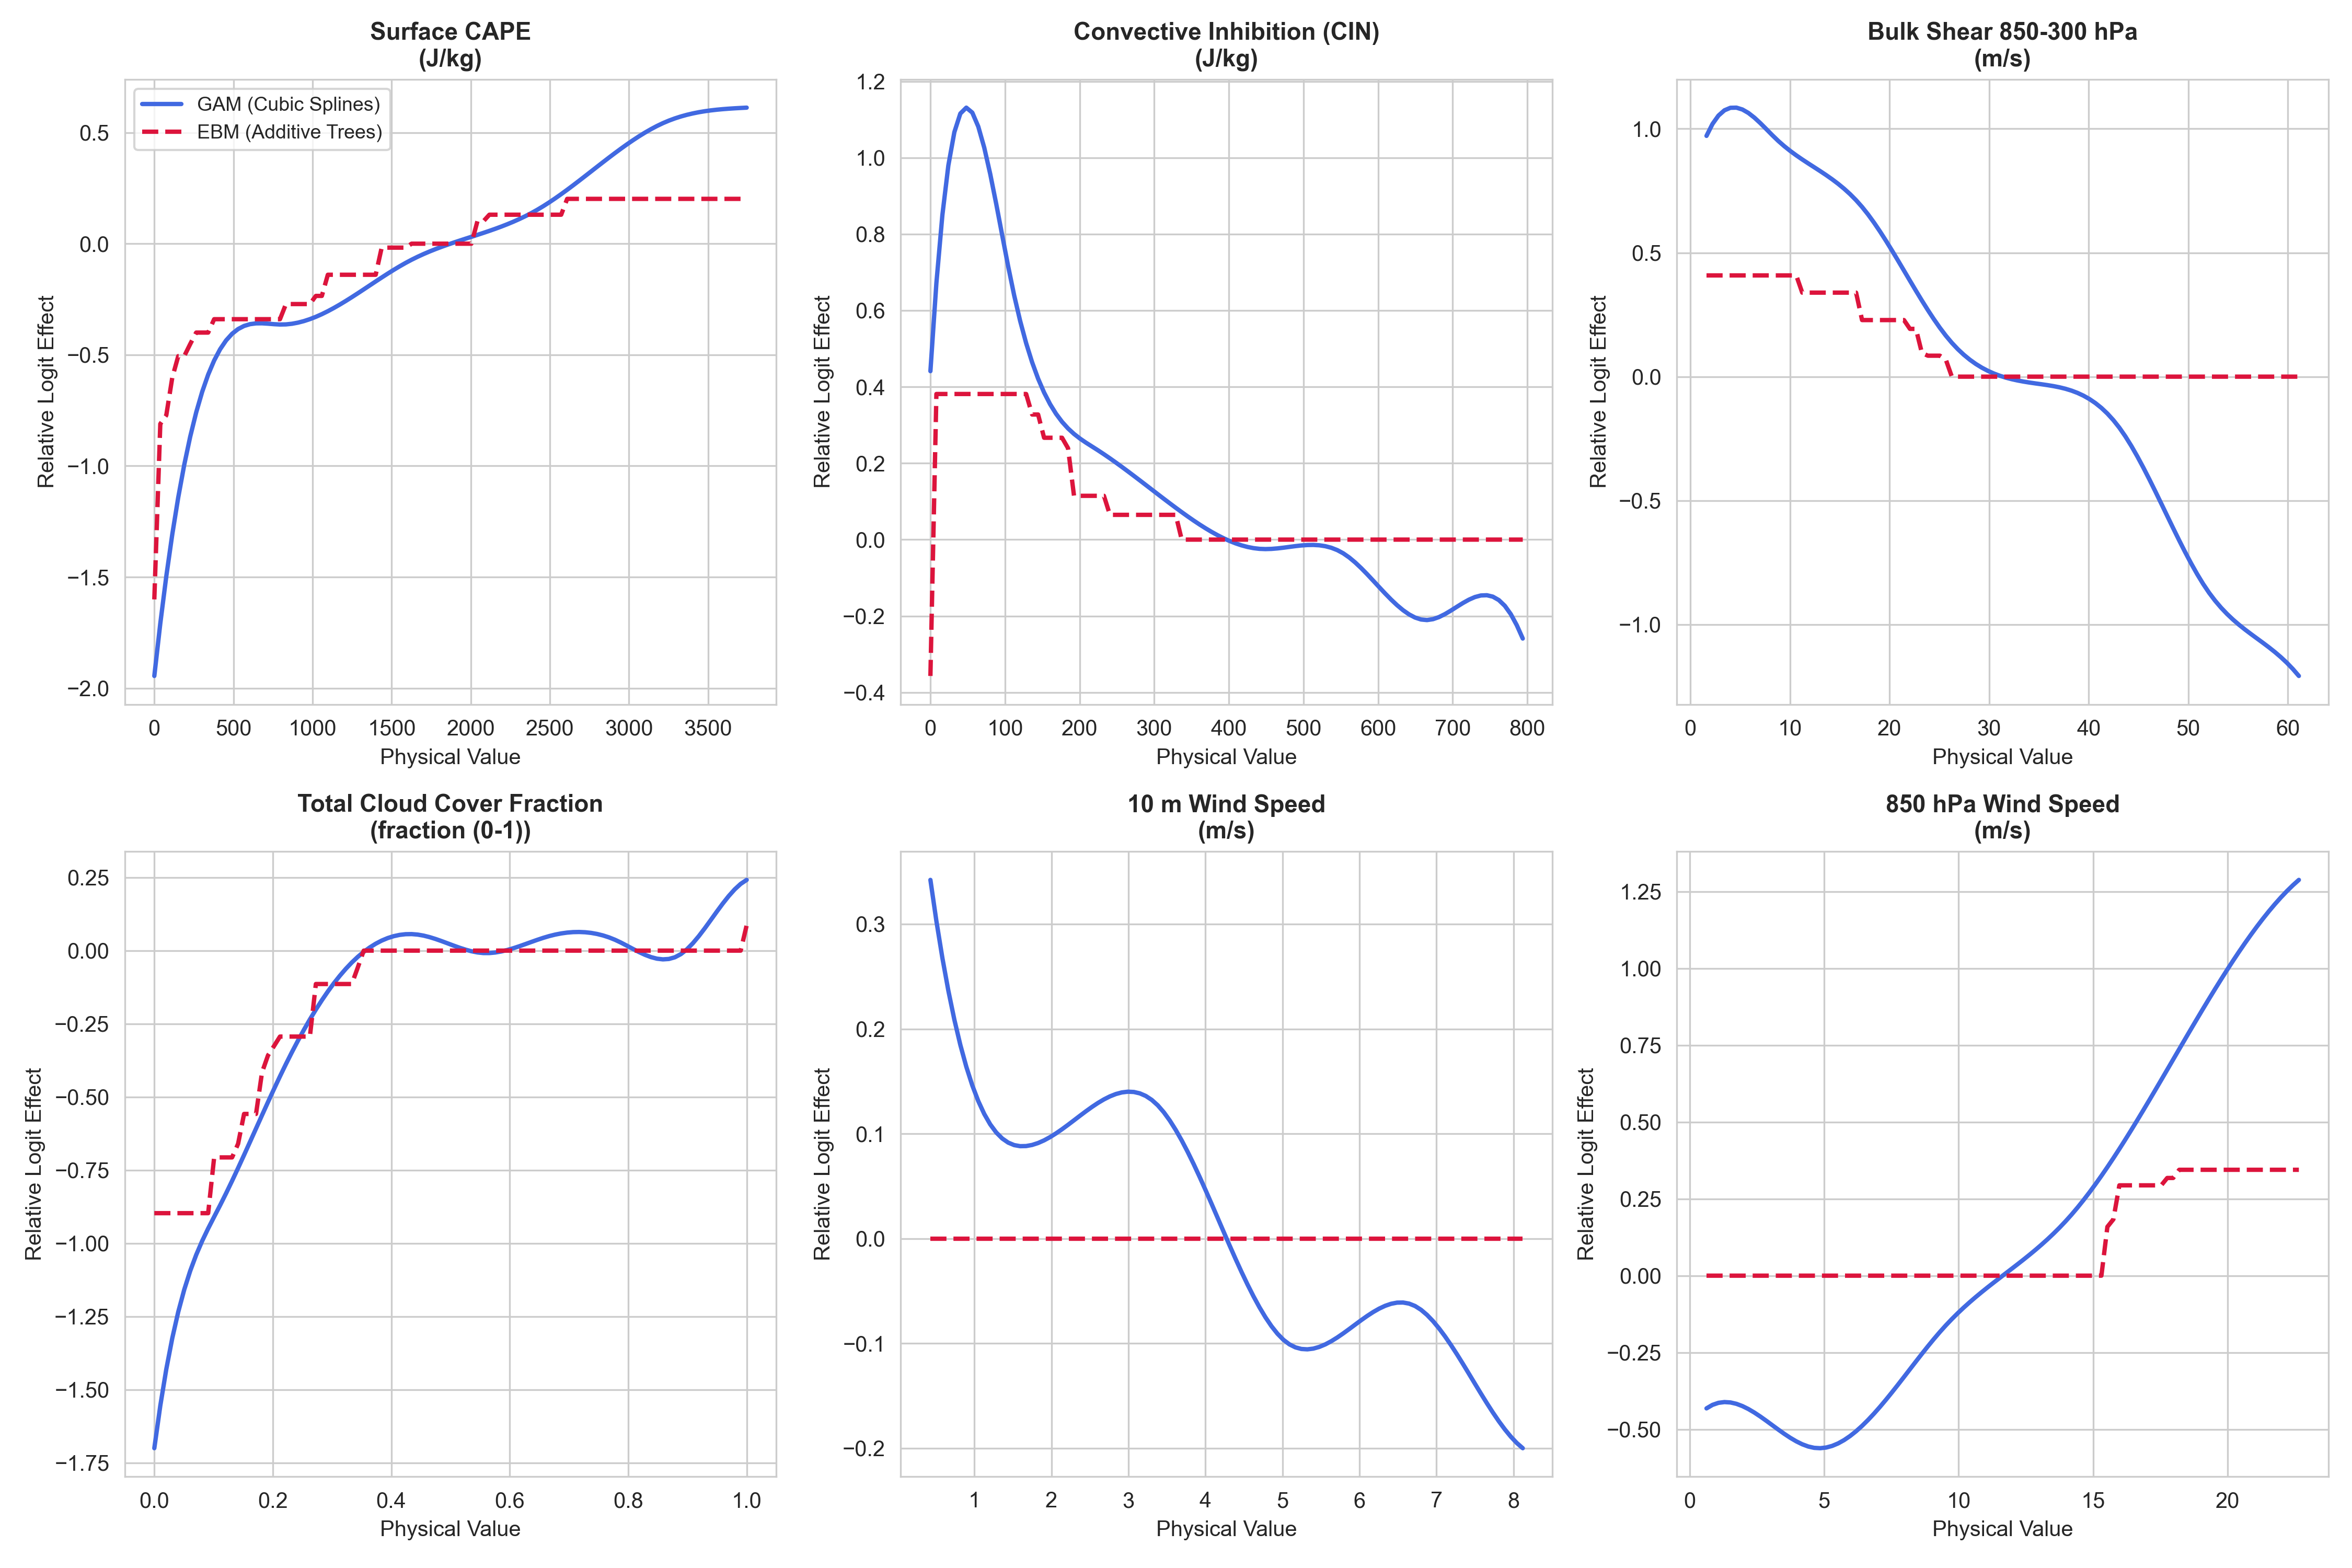 Surface CAPE
(J/kg)
GAM (Cubic Splines)
EBM (Additive Trees)
0.5
0.0
−0.5
−1.0
−1.5
−2.0
Relative Logit Effect
0 500 1000 1500 2000 2500 3000 3500
Physical Value
Convective Inhibition (CIN)
(J/kg)
1.2
1.0
0.8
0.6
0.4
0.2
0.0
−0.2
−0.4
Relative Logit Effect
0 100 200 300 400 500 600 700 800
Physical Value
Bulk Shear 850-300 hPa
(m/s)
1.0
0.5
0.0
−0.5
−1.0
Relative Logit Effect
0 10 20 30 40 50 60
Physical Value
Total Cloud Cover Fraction
(fraction (0-1))
0.25
0.00
−0.25
−0.50
−0.75
−1.00
−1.25
−1.50
−1.75
Relative Logit Effect
0.0 0.2 0.4 0.6 0.8 1.0
Physical Value
10 m Wind Speed
(m/s)
0.3
0.2
0.1
0.0
−0.1
−0.2
Relative Logit Effect
1 2 3 4 5 6 7 8
Physical Value
850 hPa Wind Speed
(m/s)
1.25
1.00
0.75
0.50
0.25
0.00
−0.25
−0.50
Relative Logit Effect
0 5 10 15 20
Physical Value